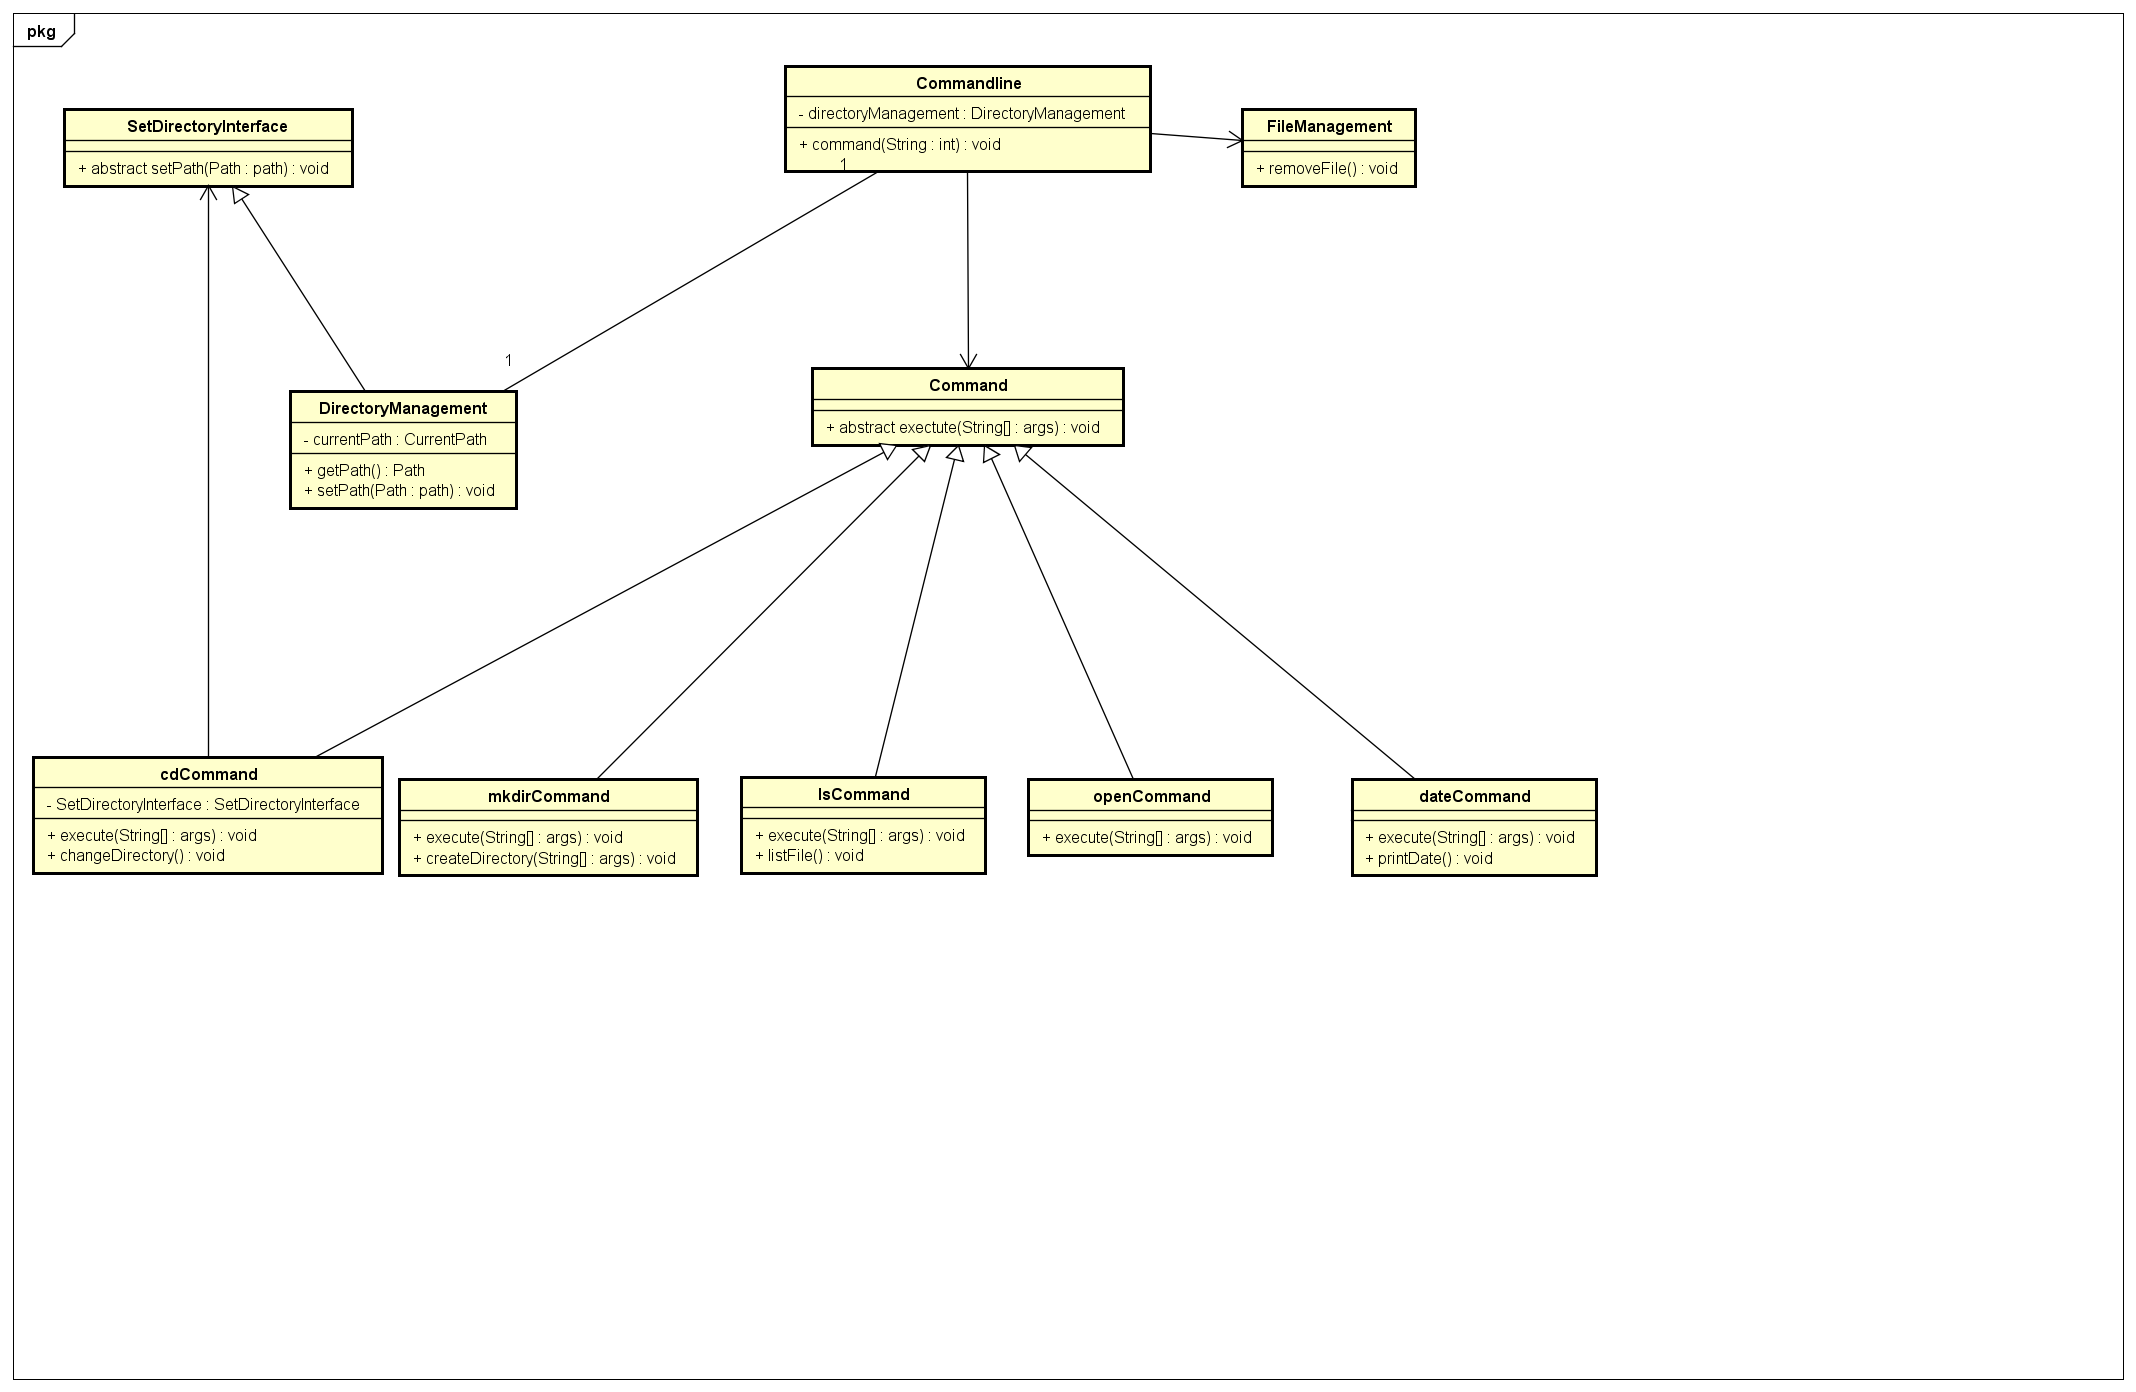 pkg
Commandline
- directoryManagement : DirectoryManagement
+ command(String : int) : void
1
SetDirectoryInterface
+ abstract setPath(Path : path) : void
FileManagement
+ removeFile() : void
1
DirectoryManagement
- currentPath : CurrentPath
+ getPath() : Path
+ setPath(Path : path) : void
Command
+ abstract exectute(String[] : args) : void
cdCommand
- SetDirectoryInterface : SetDirectoryInterface
+ execute(String[] : args) : void
+ changeDirectory() : void
mkdirCommand
+ execute(String[] : args) : void
+ createDirectory(String[] : args) : void
lsCommand
+ execute(String[] : args) : void
+ listFile() : void
openCommand
+ execute(String[] : args) : void
dateCommand
+ execute(String[] : args) : void
+ printDate() : void